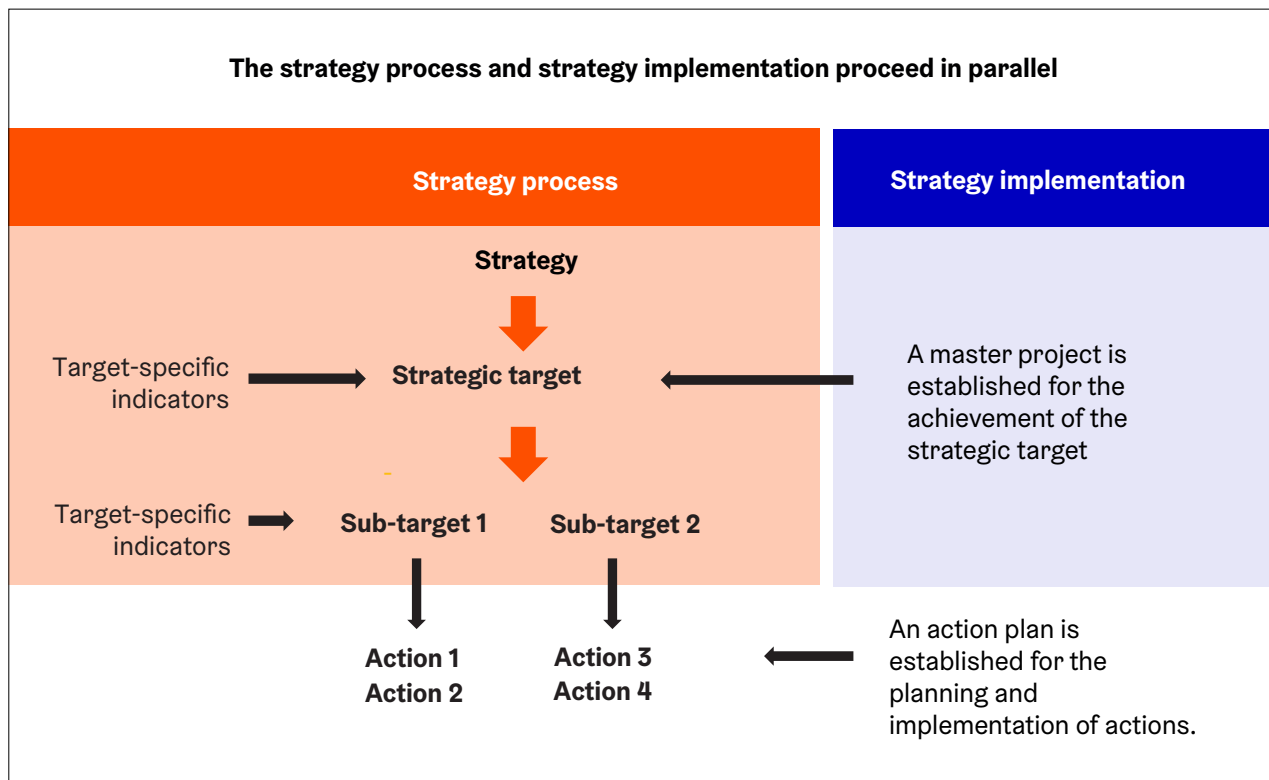 The strategy process and strategy implementation proceed in parallel
Strategy process
Strategy implementation
Strategy
Target-specific
indicators
Strategic target
A master project is
established for the
achievement of the
strategic target
Target-specific
indicators
Sub-target 1
Sub-target 2
Action 1
Action 2
Action 3
Action 4
An action plan is
established for the
planning and
implementation of actions.